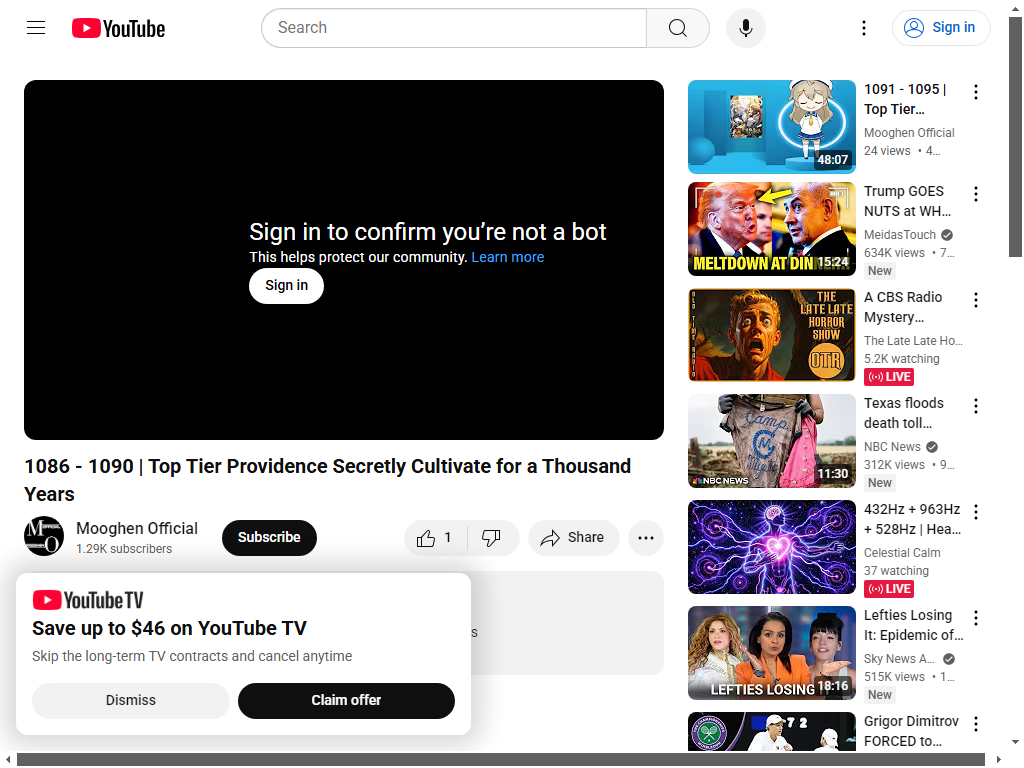 YouTube
Search
Sign in
Sign in to confirm you’re not a bot
This helps protect our community. Learn more
Sign in
1086 - 1090 | Top Tier Providence Secretly Cultivate for a Thousand
Years
Mooghen Official
1.29K subscribers
Subscribe
1
Share
s
YouTube TV
Save up to $46 on YouTube TV
Skip the long-term TV contracts and cancel anytime
Dismiss
Claim offer
48:07
1091 - 1095 |
Top Tier…
Mooghen Official
24 views • 4…
MELTDOWN AT DIN
15:24
Trump GOES
NUTS at WH…
MeidasTouch
634K views • 7…
New
OLD TIME RADIO
THE
LATE LATE
HORROR
SHOW
OTR
A CBS Radio
Mystery…
The Late Late Ho…
5.2K watching
LIVE
Camp
NBC NEWS
11:30
Texas floods
death toll…
NBC News
312K views • 9…
New
432Hz + 963Hz
+ 528Hz | Hea…
Celestial Calm
37 watching
LIVE
LEFTIES LOSING
18:16
Lefties Losing
It: Epidemic of…
Sky News A…
515K views • 1…
New
7 2
Grigor Dimitrov
FORCED to…